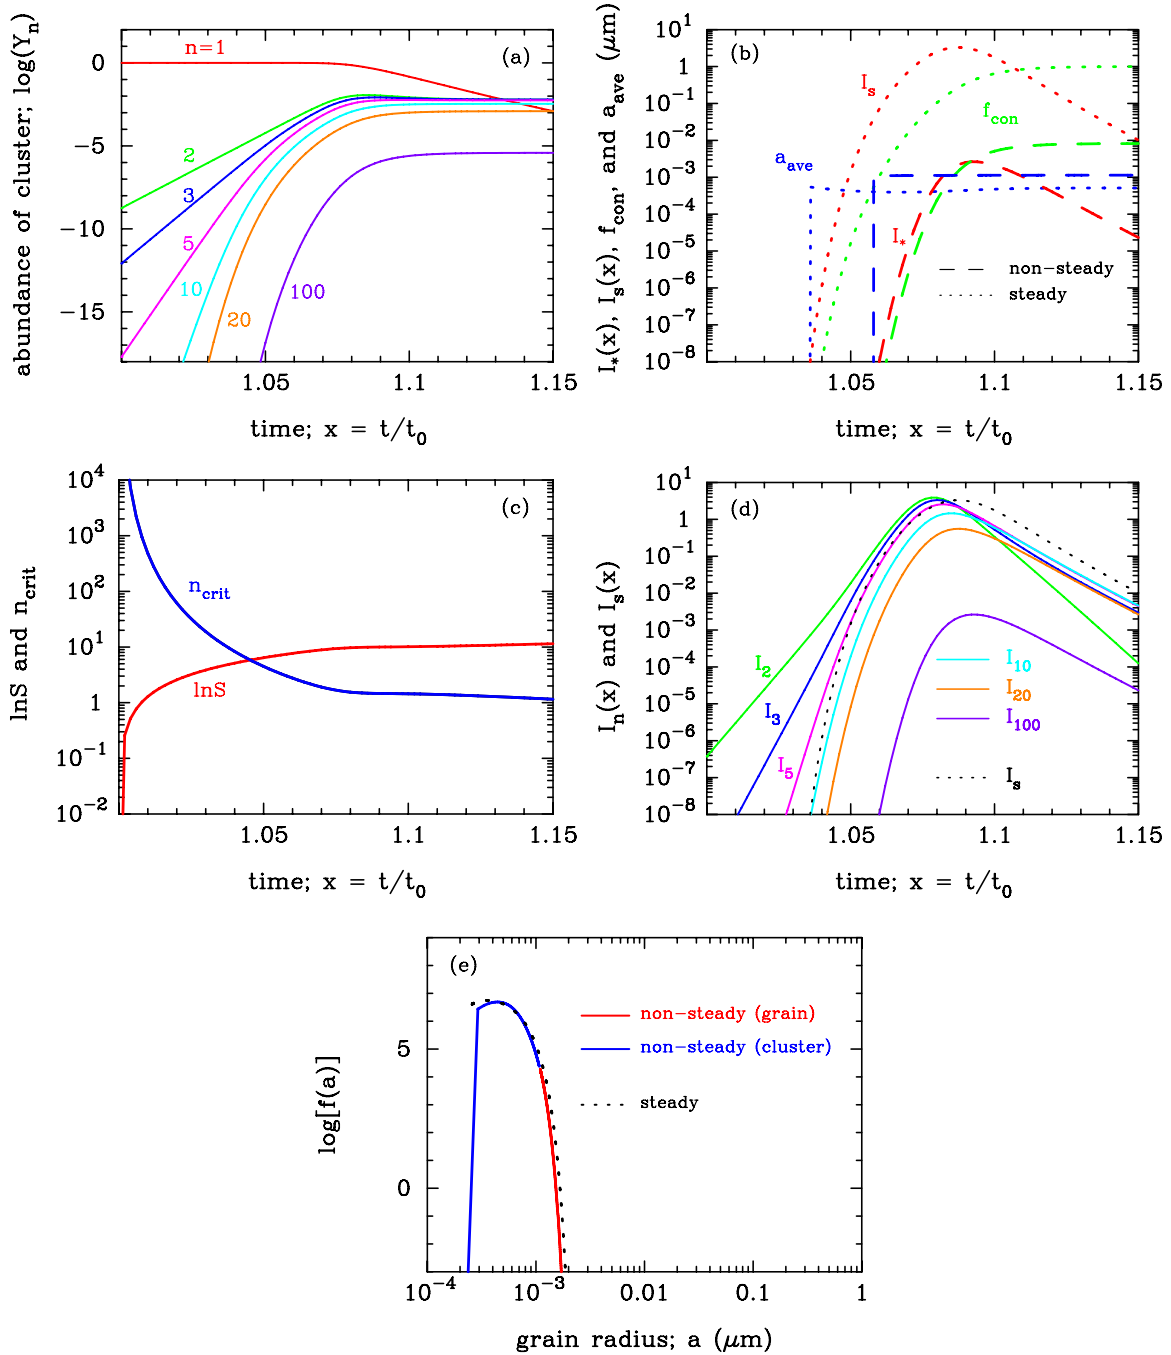 abundance of cluster; log(Yₙ)
(a)
n=1
2
3
5
10
20
100
0
−5
−10
−15
1.05
1.1
1.15
time; x = t/t₀
I∗(x), Iₛ(x), f_con, and a_ave (μm)
(b)
Iₛ
f_con
a_ave
I∗
non−steady
steady
10¹
1
10⁻¹
10⁻²
10⁻³
10⁻⁴
10⁻⁵
10⁻⁶
10⁻⁷
10⁻⁸
1.05
1.1
1.15
time; x = t/t₀
lnS and n_crit
(c)
n_crit
lnS
10⁴
10³
10²
10¹
1
10⁻¹
10⁻²
1.05
1.1
1.15
time; x = t/t₀
Iₙ(x) and Iₛ(x)
(d)
I₂
I₃
I₅
I₁₀
I₂₀
I₁₀₀
Iₛ
10¹
1
10⁻¹
10⁻²
10⁻³
10⁻⁴
10⁻⁵
10⁻⁶
10⁻⁷
10⁻⁸
1.05
1.1
1.15
time; x = t/t₀
log[f(a)]
(e)
non−steady (grain)
non−steady (cluster)
steady
5
0
10⁻⁴
10⁻³
0.01
0.1
1
grain radius; a (μm)